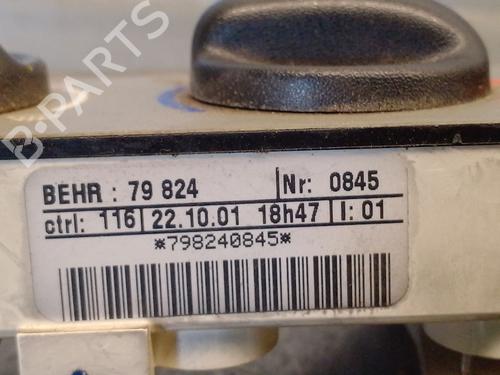 B-PARTS
BEHR : 79 824 Nr: 0845
ctrl: 116 22.10.01 18h47 I: 01
*798240845*